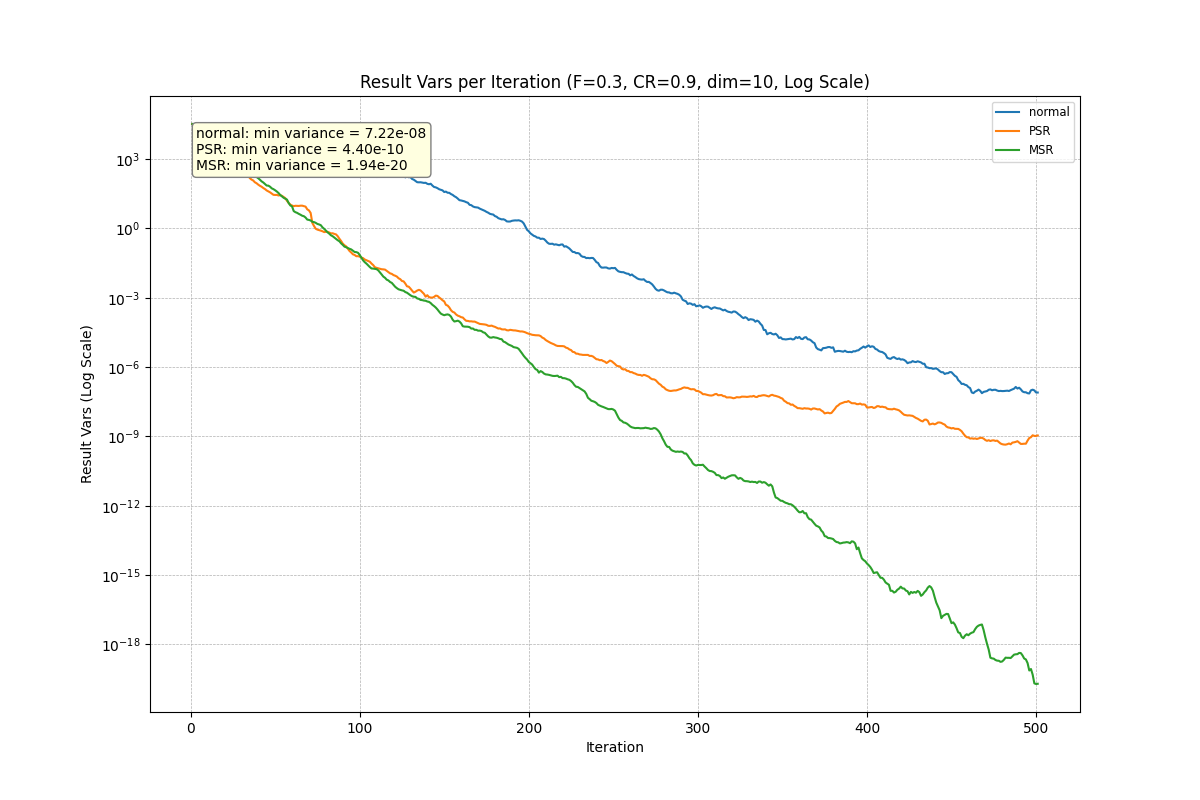 Result Vars per Iteration (F=0.3, CR=0.9, dim=10, Log Scale)
normal: min variance = 7.22e-08
PSR: min variance = 4.40e-10
MSR: min variance = 1.94e-20
normal
PSR
MSR
Result Vars (Log Scale)
10³
10⁰
10⁻³
10⁻⁶
10⁻⁹
10⁻¹²
10⁻¹⁵
10⁻¹⁸
0 100 200 300 400 500
Iteration